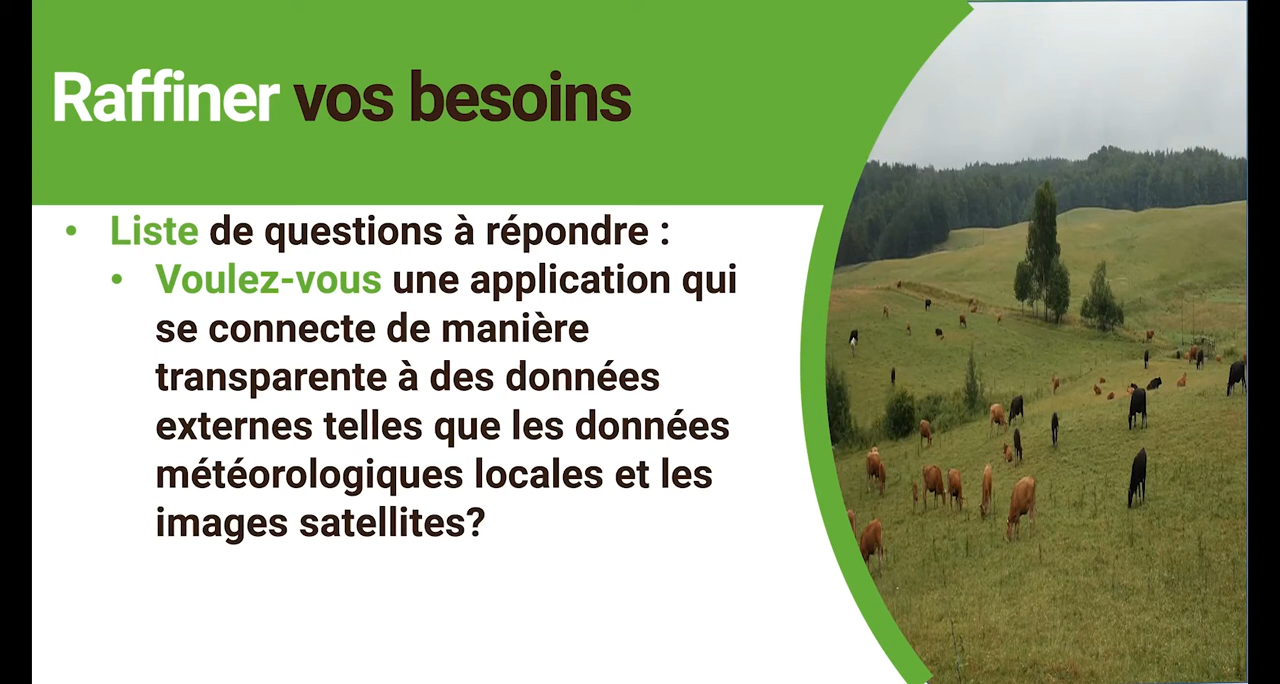 Raffiner vos besoins
• Liste de questions à répondre :
• Voulez-vous une application qui
se connecte de manière
transparente à des données
externes telles que les données
météorologiques locales et les
images satellites?